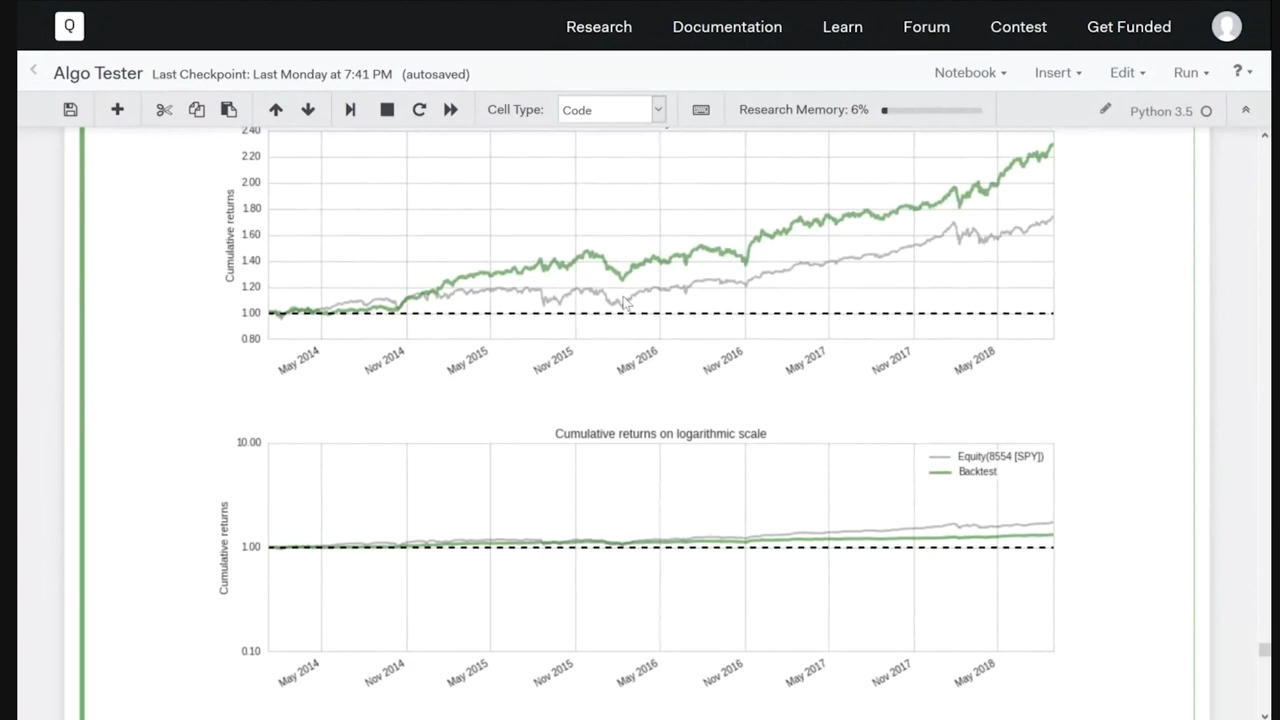 Q Research Documentation Learn Forum Contest Get Funded
Algo Tester Last Checkpoint: Last Monday at 7:41 PM (autosaved) Notebook Insert Edit Run ?
Cell Type: Code Research Memory: 6% Python 3.5
2.40
2.20
2.00
1.80
1.60
1.40
1.20
1.00
0.80
Cumulative returns
May 2014 Nov 2014 May 2015 Nov 2015 May 2016 Nov 2016 May 2017 Nov 2017 May 2018
Cumulative returns on logarithmic scale
10.00
1.00
0.10
Cumulative returns
Equity(8554 [SPY])
Backtest
May 2014 Nov 2014 May 2015 Nov 2015 May 2016 Nov 2016 May 2017 Nov 2017 May 2018